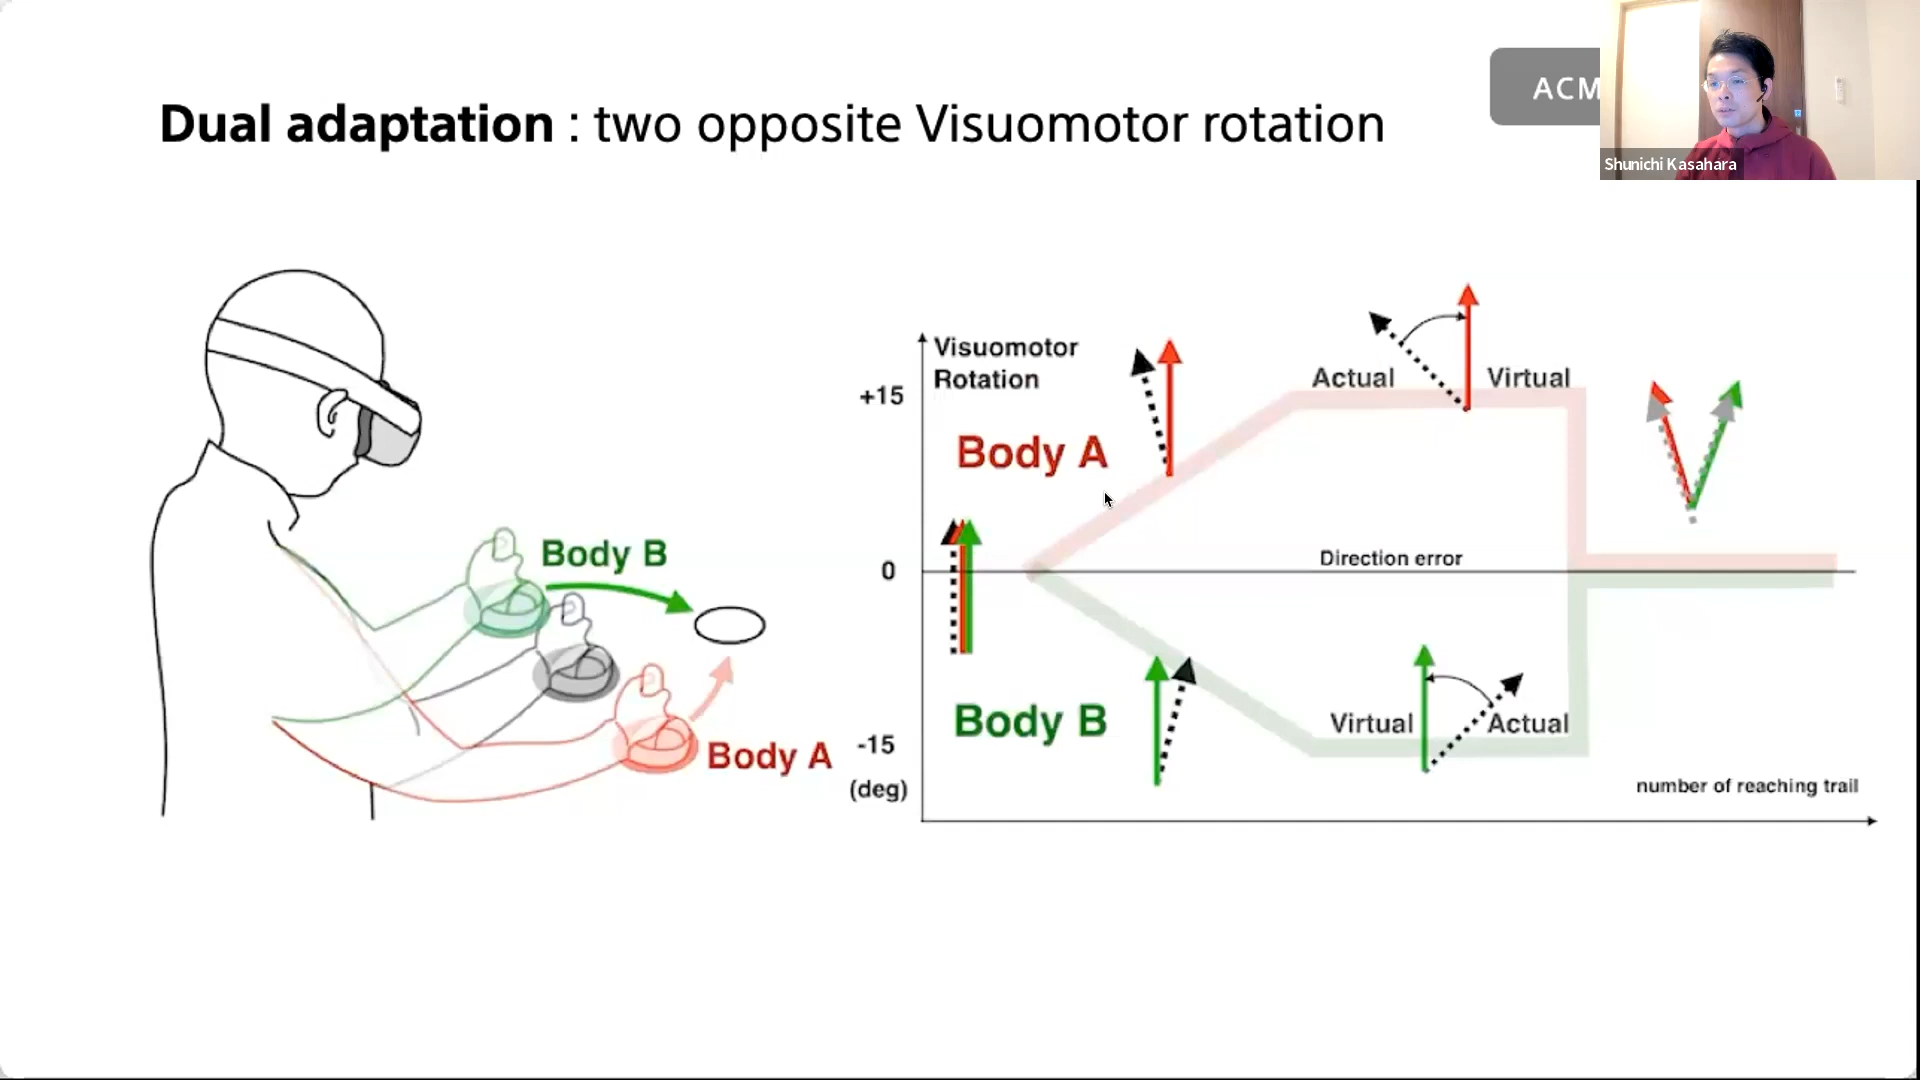 Dual adaptation : two opposite Visuomotor rotation
ACM
Shunichi Kasahara
Body B
Body A
Visuomotor
Rotation
+15
0
-15
(deg)
Body A
Body B
Actual
Virtual
Direction error
Virtual
Actual
number of reaching trail